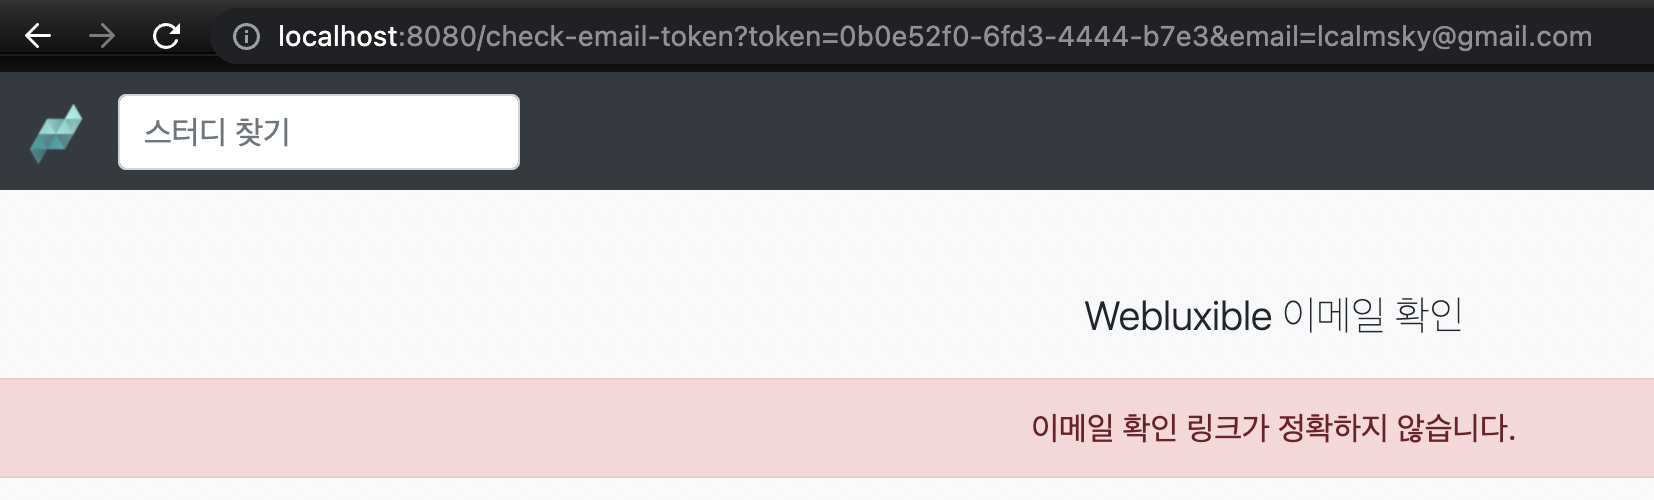 localhost:8080/check-email-token?token=0b0e52f0-6fd3-4444-b7e3&email=lcalmsky@gmail.com
스터디 찾기
Webluxible 이메일 확인
이메일 확인 링크가 정확하지 않습니다.